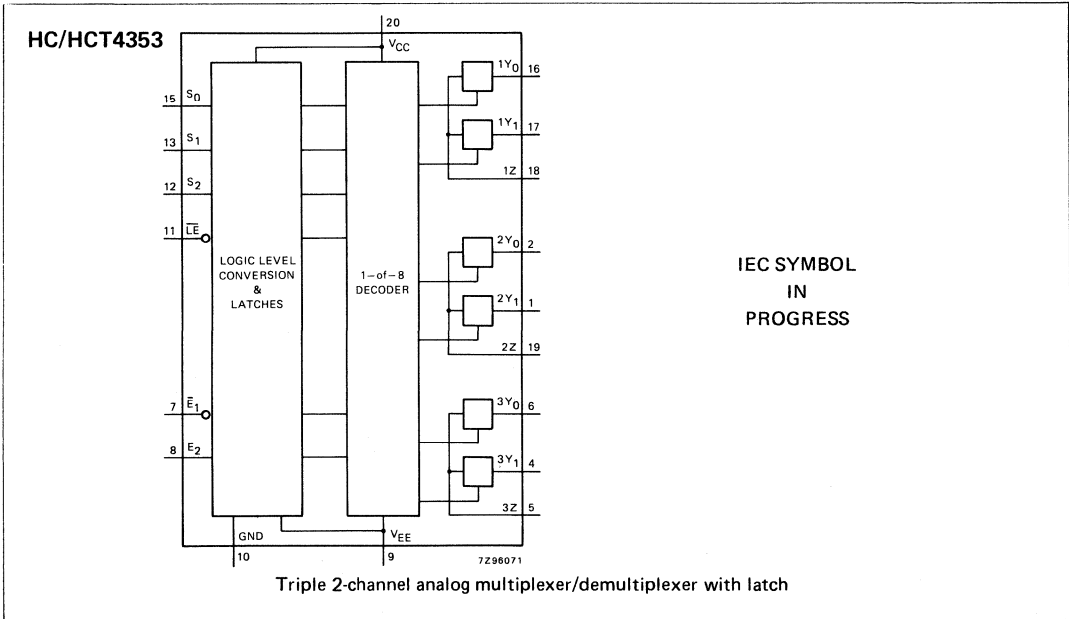 HC/HCT4353
20
VCC
15 S0
13 S1
12 S2
11 LE
7 E1
8 E2
LOGIC LEVEL
CONVERSION
&
LATCHES
1-of-8
DECODER
1Y0 16
1Y1 17
1Z 18
2Y0 2
2Y1 1
2Z 19
3Y0 6
3Y1 4
3Z 5
GND
10
VEE
9
7Z96071
IEC SYMBOL
IN
PROGRESS
Triple 2-channel analog multiplexer/demultiplexer with latch